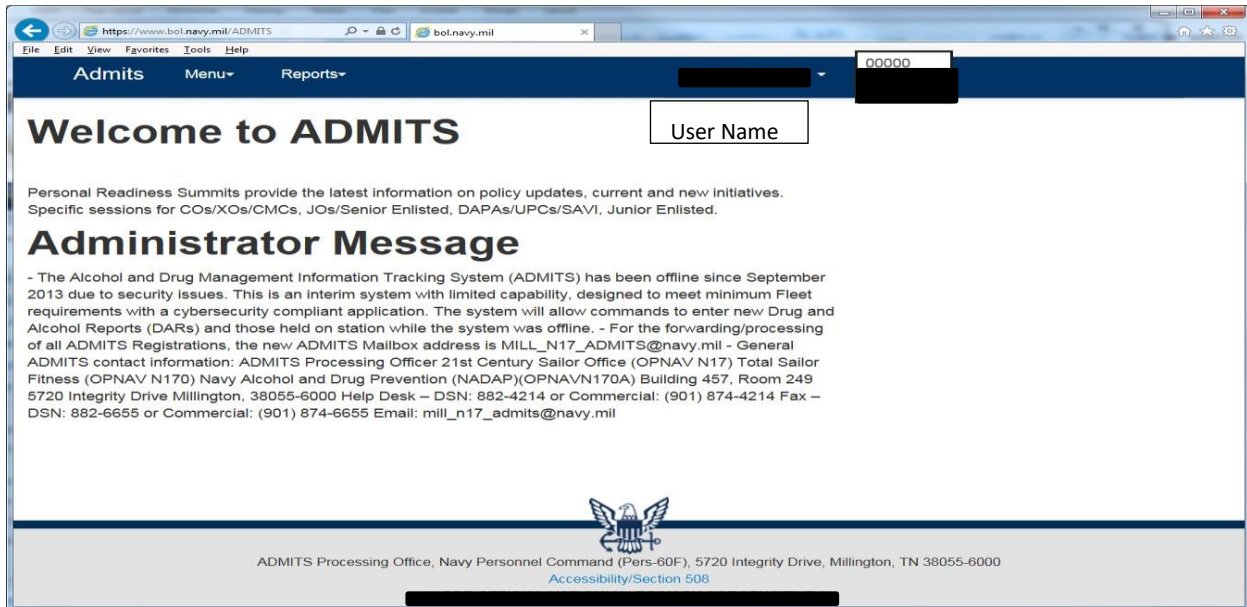 https://www.bol.navy.mil/ADMITS
bol.navy.mil
File Edit View Favorites Tools Help
Admits Menu Reports
00000
User Name
Welcome to ADMITS
Personal Readiness Summits provide the latest information on policy updates, current and new initiatives.
Specific sessions for COs/XOs/CMCs, JOs/Senior Enlisted, DAPAs/UPCs/SAVI, Junior Enlisted.
Administrator Message
- The Alcohol and Drug Management Information Tracking System (ADMITS) has been offline since September
2013 due to security issues. This is an interim system with limited capability, designed to meet minimum Fleet
requirements with a cybersecurity compliant application. The system will allow commands to enter new Drug and
Alcohol Reports (DARs) and those held on station while the system was offline. - For the forwarding/processing
of all ADMITS Registrations, the new ADMITS Mailbox address is MILL_N17_ADMITS@navy.mil - General
ADMITS contact information: ADMITS Processing Officer 21st Century Sailor Office (OPNAV N17) Total Sailor
Fitness (OPNAV N170) Navy Alcohol and Drug Prevention (NADAP)(OPNAVN170A) Building 457, Room 249
5720 Integrity Drive Millington, 38055-6000 Help Desk – DSN: 882-4214 or Commercial: (901) 874-4214 Fax –
DSN: 882-6655 or Commercial: (901) 874-6655 Email: mill_n17_admits@navy.mil
ADMITS Processing Office, Navy Personnel Command (Pers-60F), 5720 Integrity Drive, Millington, TN 38055-6000
Accessibility/Section 508